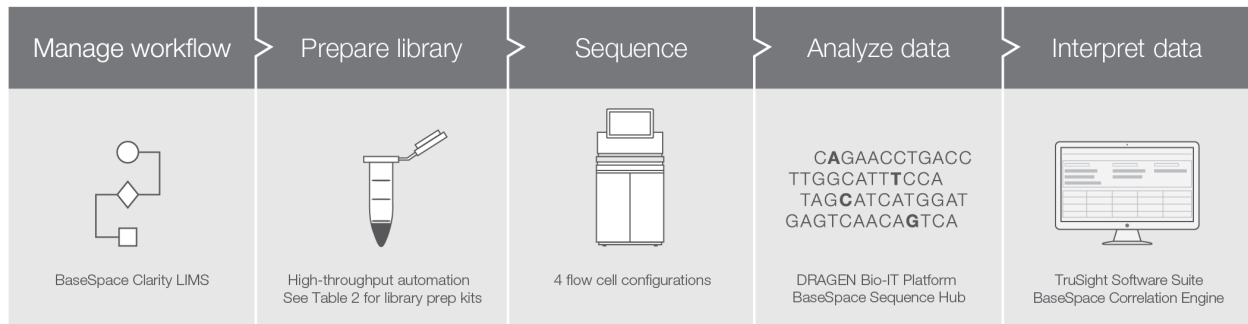 Manage workflow
Prepare library
Sequence
Analyze data
Interpret data
CAGAACCTGACC
TTGGCATTTCCA
TAGCATCATGGAT
GAGTCAACAGTCA
BaseSpace Clarity LIMS
High-throughput automation
See Table 2 for library prep kits
4 flow cell configurations
DRAGEN Bio-IT Platform
BaseSpace Sequence Hub
TruSight Software Suite
BaseSpace Correlation Engine